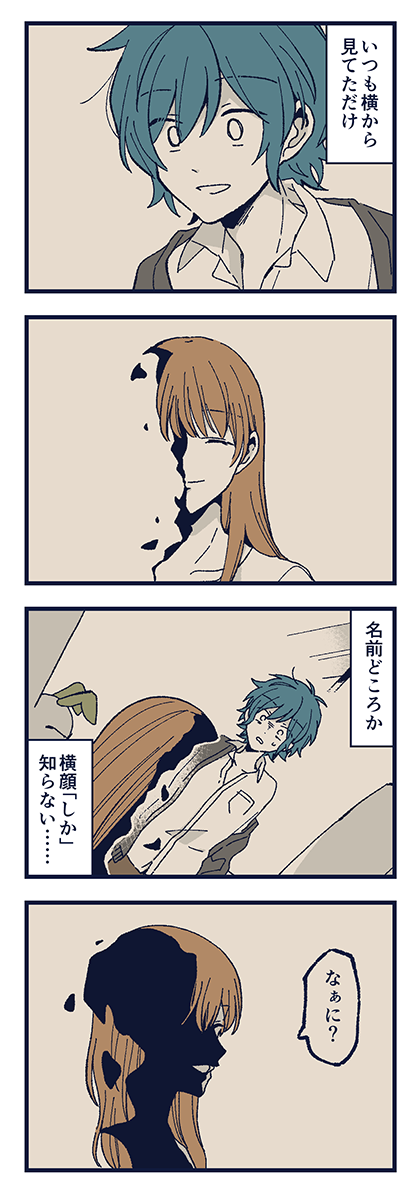 いつも横から
見てただけ
名前どころか
横顔「しか」
知らない……
なぁに？